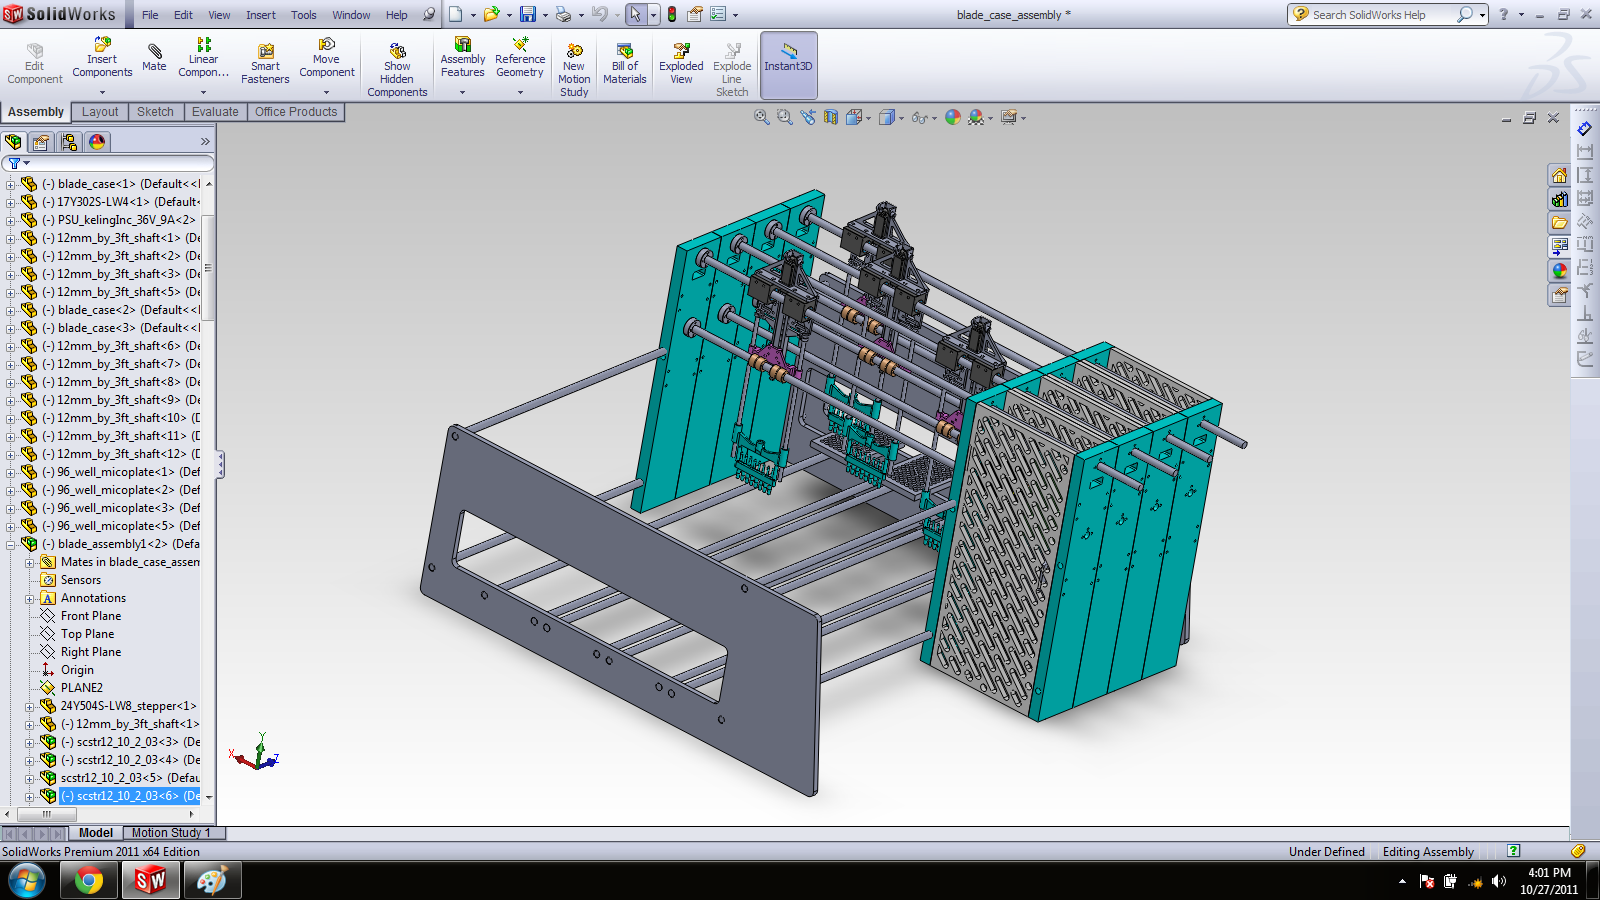 SolidWorks File Edit View Insert Tools Window Help blade_case_assembly * Search SolidWorks Help
Edit Component
Insert Components
Mate
Linear Compon...
Smart Fasteners
Move Component
Show Hidden Components
Assembly Features
Reference Geometry
New Motion Study
Bill of Materials
Exploded View
Explode Line Sketch
Instant3D
Assembly Layout Sketch Evaluate Office Products
(-) blade_case<1> (Default<<
(-) 17Y302S-LW4<1> (Default<
(-) PSU_kelingInc_36V_9A<2>
(-) 12mm_by_3ft_shaft<1> (De
(-) 12mm_by_3ft_shaft<2> (De
(-) 12mm_by_3ft_shaft<3> (De
(-) 12mm_by_3ft_shaft<5> (De
(-) blade_case<2> (Default<<
(-) blade_case<3> (Default<<
(-) 12mm_by_3ft_shaft<6> (De
(-) 12mm_by_3ft_shaft<7> (De
(-) 12mm_by_3ft_shaft<8> (De
(-) 12mm_by_3ft_shaft<9> (De
(-) 12mm_by_3ft_shaft<10> (D
(-) 12mm_by_3ft_shaft<11> (D
(-) 12mm_by_3ft_shaft<12> (D
(-) 96_well_micoplate<1> (Def
(-) 96_well_micoplate<2> (Def
(-) 96_well_micoplate<3> (Def
(-) 96_well_micoplate<5> (Def
(-) blade_assembly1<2> (Defa
Mates in blade_case_assem
Sensors
Annotations
Front Plane
Top Plane
Right Plane
Origin
PLANE2
24Y504S-LW8_stepper<1>
(-) 12mm_by_3ft_shaft<1>
(-) scstr12_10_2_03<3> (De
(-) scstr12_10_2_03<4> (De
scstr12_10_2_03<5> (Defau
(-) scstr12_10_2_03<6> (De
Y
X
Z
Model Motion Study 1
SolidWorks Premium 2011 x64 Edition Under Defined Editing Assembly
4:01 PM
10/27/2011